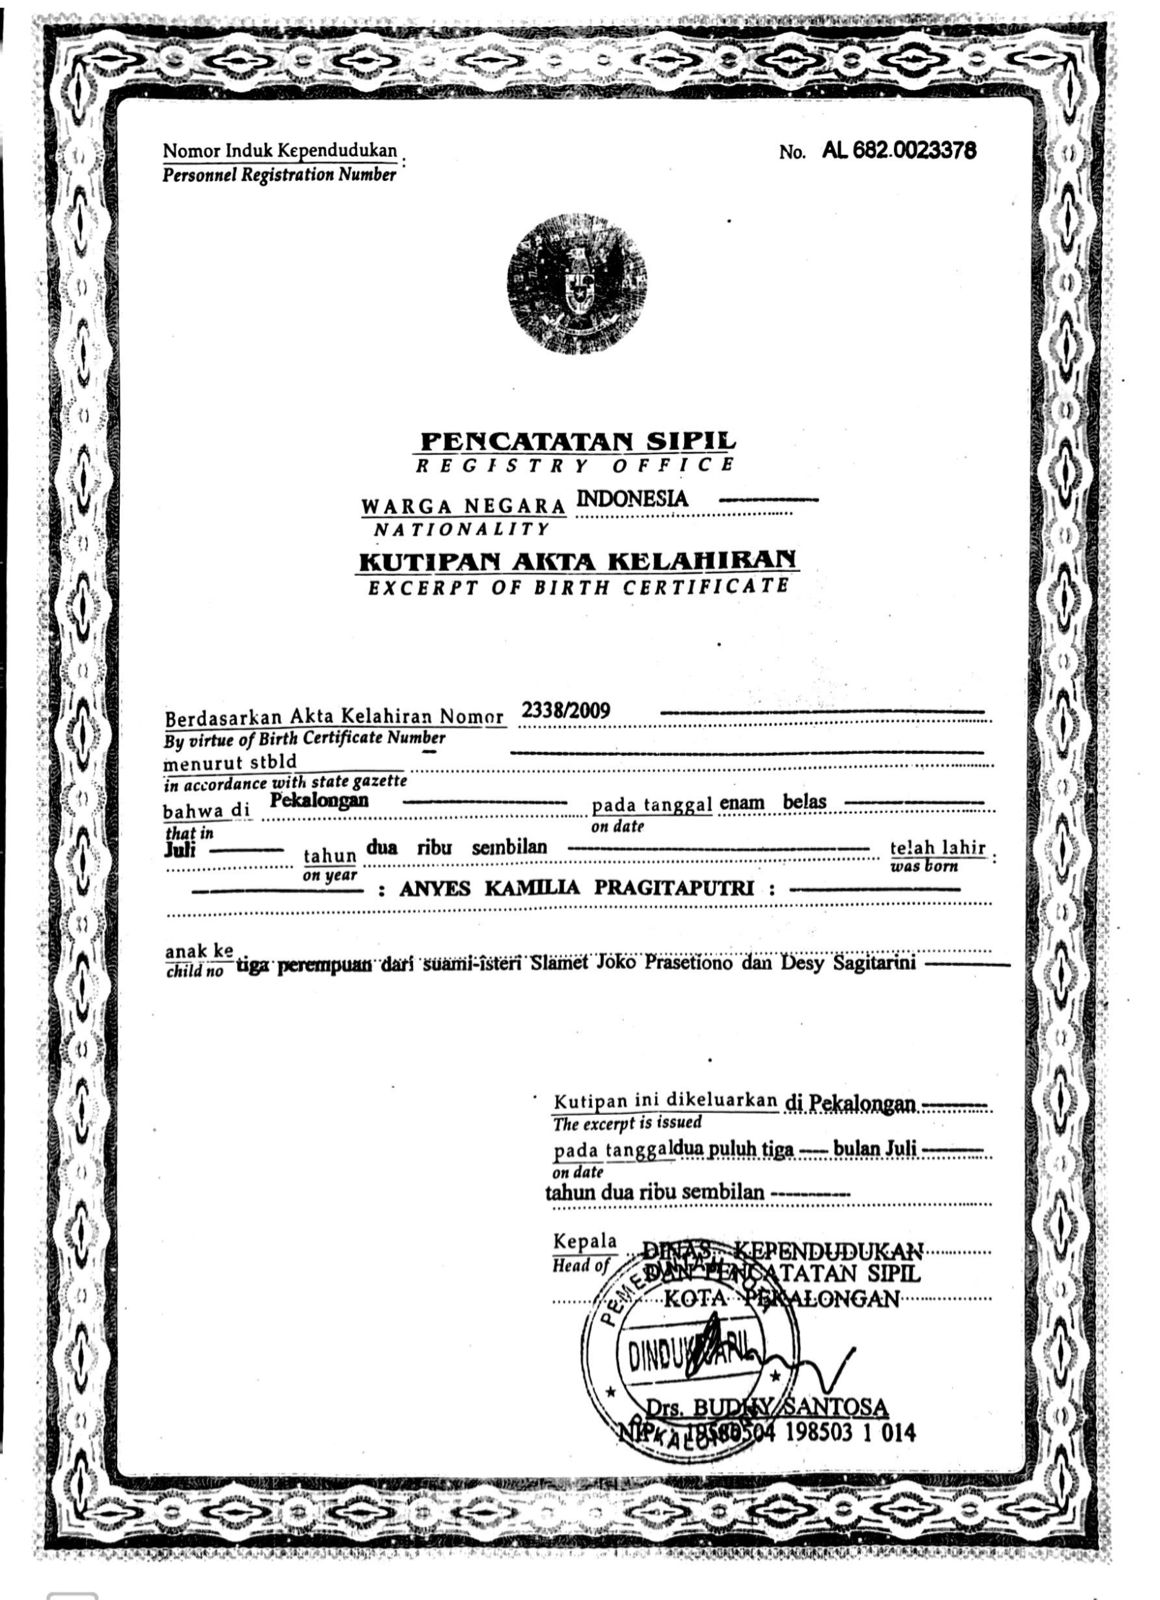 Nomor Induk Kependudukan :
Personnel Registration Number
No. AL 682.0023378
PENCATATAN SIPIL
REGISTRY OFFICE
WARGA NEGARA INDONESIA
NATIONALITY
KUTIPAN AKTA KELAHIRAN
EXCERPT OF BIRTH CERTIFICATE
Berdasarkan Akta Kelahiran Nomor 2338/2009
By virtue of Birth Certificate Number
menurut stbld
in accordance with state gazette
bahwa di Pekalongan pada tanggal enam belas
that in on date
Juli tahun dua ribu sembilan telah lahir :
on year was born
: ANYES KAMILIA PRAGITAPUTRI :
anak ke tiga perempuan dari suami-isteri Slamet Joko Prasetiono dan Desy Sagitarini
child no
Kutipan ini dikeluarkan di Pekalongan
The excerpt is issued
pada tanggal dua puluh tiga bulan Juli
on date
tahun dua ribu sembilan
Kepala DINAS KEPENDUDUKAN
Head of DAN PENCATATAN SIPIL
KOTA PEKALONGAN
PEMERINTAH KOTA
DINDUKCAPIL
PEKALONGAN
Drs. BUDHY SANTOSA
NIP. 19580504 198503 1 014